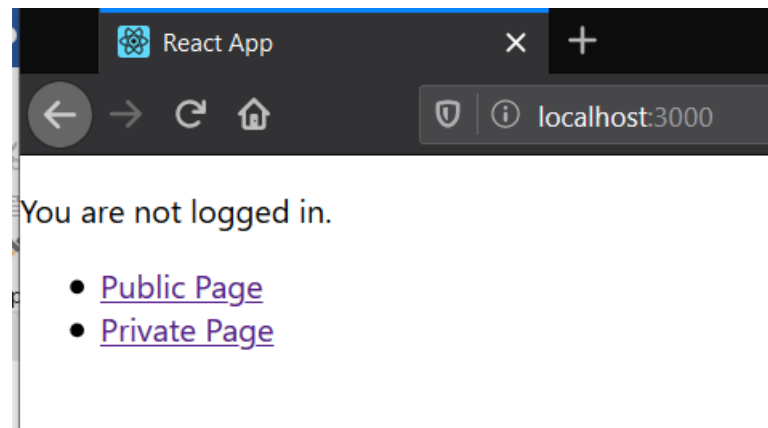 React App
localhost:3000
You are not logged in.
Public Page
Private Page